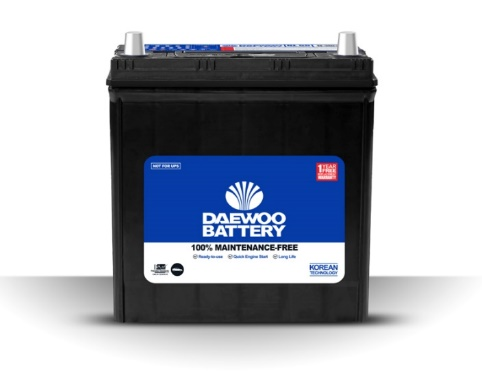 NOT FOR UPS
1 YEAR
FREE
DAEWOO
BATTERY
100% MAINTENANCE-FREE
Ready-to-use Quick Engine Start Long Life
KOREAN
TECHNOLOGY